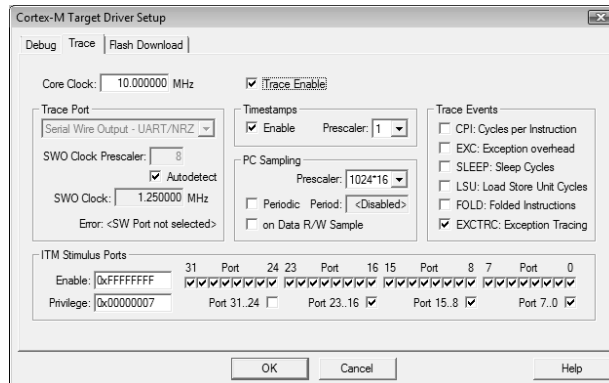 Cortex-M Target Driver Setup
Debug Trace Flash Download
Core Clock: 10.000000 MHz Trace Enable
Trace Port
Serial Wire Output - UART/NRZ
SWO Clock Prescaler: 8
Autodetect
SWO Clock: 1.250000 MHz
Error: <SW Port not selected>
Timestamps
Enable Prescaler: 1
PC Sampling
Prescaler: 1024*16
Periodic Period: <Disabled>
on Data R/W Sample
Trace Events
CPI: Cycles per Instruction
EXC: Exception overhead
SLEEP: Sleep Cycles
LSU: Load Store Unit Cycles
FOLD: Folded Instructions
EXCTRC: Exception Tracing
ITM Stimulus Ports
31 Port 24 23 Port 16 15 Port 8 7 Port 0
Enable: 0xFFFFFFFF
Privilege: 0x00000007 Port 31..24 Port 23..16 Port 15..8 Port 7..0
OK Cancel Help